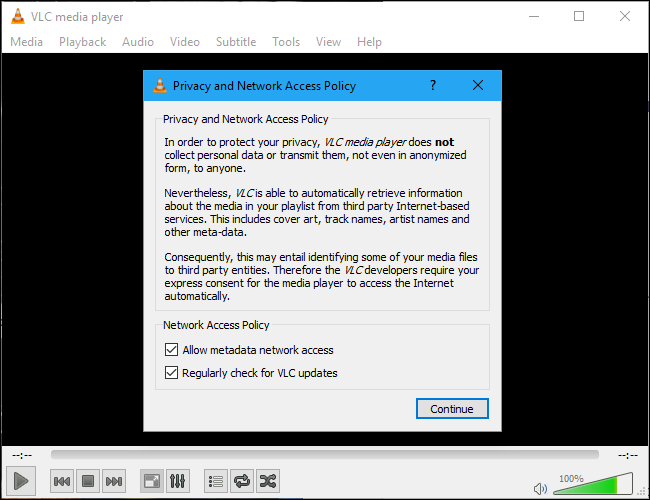 VLC media player
Media Playback Audio Video Subtitle Tools View Help
Privacy and Network Access Policy ?
Privacy and Network Access Policy
In order to protect your privacy, VLC media player does not
collect personal data or transmit them, not even in anonymized
form, to anyone.
Nevertheless, VLC is able to automatically retrieve information
about the media in your playlist from third party Internet-based
services. This includes cover art, track names, artist names and
other meta-data.
Consequently, this may entail identifying some of your media files
to third party entities. Therefore the VLC developers require your
express consent for the media player to access the Internet
automatically.
Network Access Policy
Allow metadata network access
Regularly check for VLC updates
Continue
--:-- --:--
100%